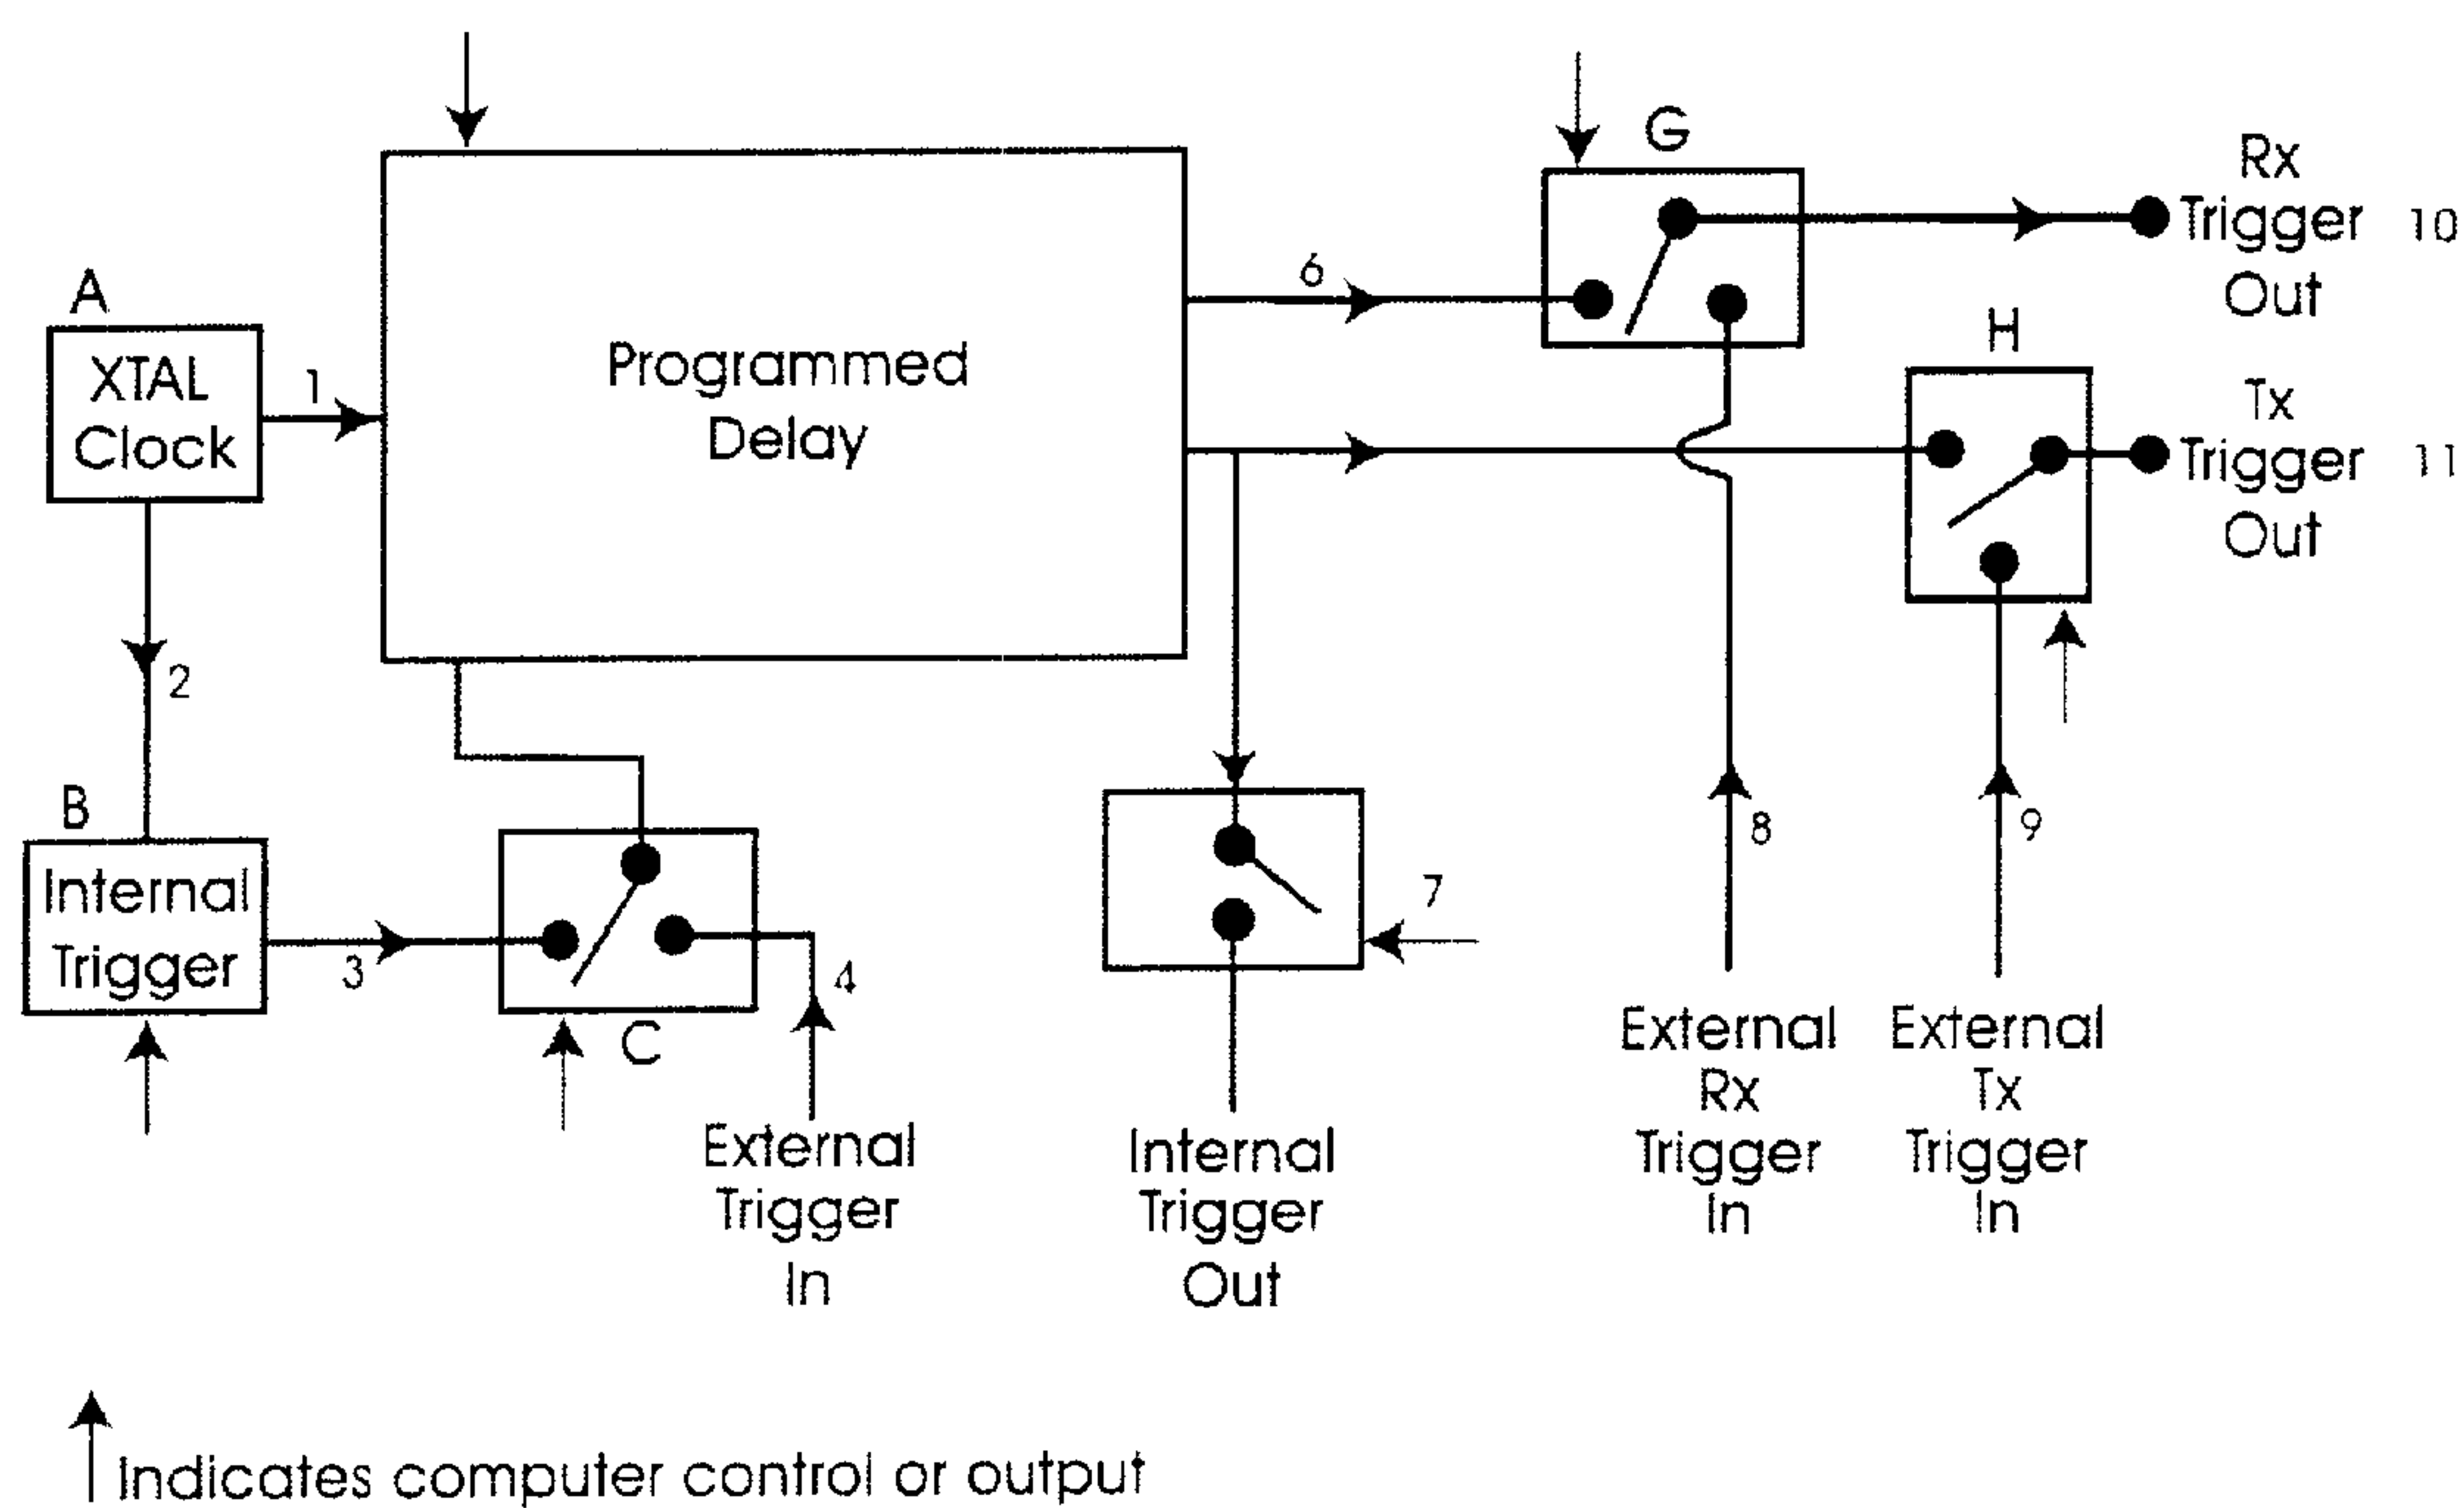 G
Rx
Trigger 10
Out
A
6
H
XTAL
Clock
1
Programmed
Delay
Tx
Trigger 11
Out
2
B
Internal
Trigger
3
C
4
External
Trigger
In
7
Internal
Trigger
Out
8
External
Rx
Trigger
In
9
External
Tx
Trigger
In
Indicates computer control or output